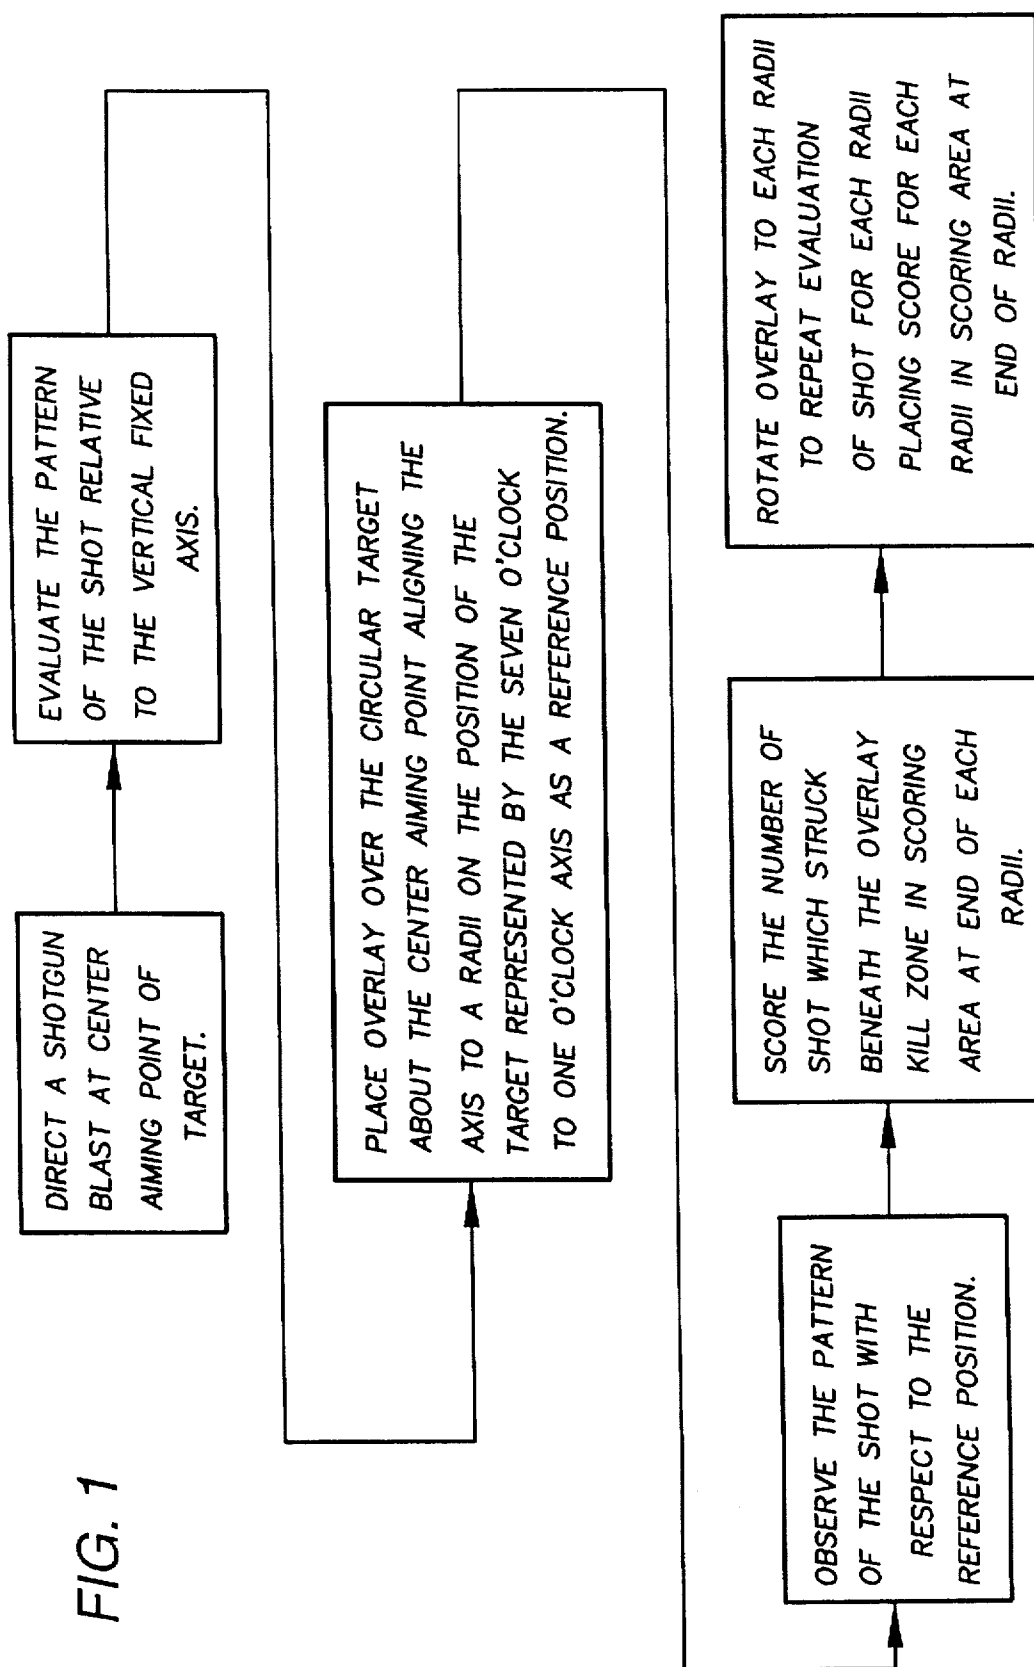 FIG. 1
DIRECT A SHOTGUN
BLAST AT CENTER
AIMING POINT OF
TARGET.
EVALUATE THE PATTERN
OF THE SHOT RELATIVE
TO THE VERTICAL FIXED
AXIS.
PLACE OVERLAY OVER THE CIRCULAR TARGET
ABOUT THE CENTER AIMING POINT ALIGNING THE
AXIS TO A RADII ON THE POSITION OF THE
TARGET REPRESENTED BY THE SEVEN O'CLOCK
TO ONE O'CLOCK AXIS AS A REFERENCE POSITION.
OBSERVE THE PATTERN
OF THE SHOT WITH
RESPECT TO THE
REFERENCE POSITION.
SCORE THE NUMBER OF
SHOT WHICH STRUCK
BENEATH THE OVERLAY
KILL ZONE IN SCORING
AREA AT END OF EACH
RADII.
ROTATE OVERLAY TO EACH RADII
TO REPEAT EVALUATION
OF SHOT FOR EACH RADII
PLACING SCORE FOR EACH
RADII IN SCORING AREA AT
END OF RADII.